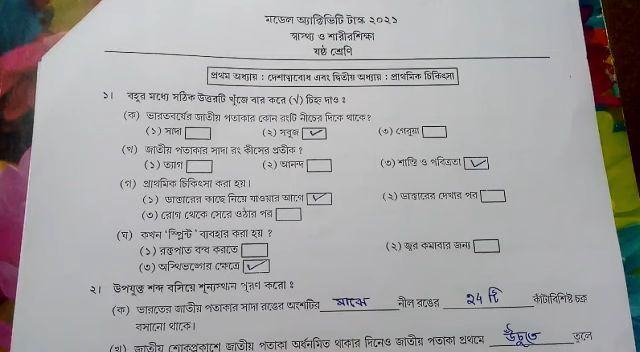 মডেল অ্যাক্টিভিটি টাস্ক ২০২১
স্বাস্থ্য ও শারীরশিক্ষা
ষষ্ঠ শ্রেণি
প্রথম অধ্যায় : দেশাত্মবোধ এবং দ্বিতীয় অধ্যায় : প্রাথমিক চিকিৎসা
১। বহুর মধ্যে সঠিক উত্তরটি খুঁজে বার করে (√) চিহ্ন দাও ঃ
(ক) ভারতবর্ষের জাতীয় পতাকার কোন রংটি নীচের দিকে থাকে?
(১) সাদা (২) সবুজ ✓ (৩) গেরুয়া
(খ) জাতীয় পতাকার সাদা রং কীসের প্রতীক ?
(১) ত্যাগ (২) আনন্দ (৩) শান্তি ও পবিত্রতা ✓
(গ) প্রাথমিক চিকিৎসা করা হয়।
(১) ডাক্তারের কাছে নিয়ে যাওয়ার আগে ✓ (২) ডাক্তারের দেখার পর
(৩) রোগ থেকে সেরে ওঠার পর
(ঘ) কখন ‘স্প্লিন্ট’ ব্যবহার করা হয় ?
(১) রক্তপাত বন্ধ করতে (২) জ্বর কমাবার জন্য
(৩) অস্থিভঙ্গের ক্ষেত্রে ✓
২। উপযুক্ত শব্দ বসিয়ে শূন্যস্থান পূরণ করো ঃ
(ক) ভারতের জাতীয় পতাকার সাদা রঙের অংশটির মাঝে নীল রঙের ২৪ টি কাঁটাবিশিষ্ট চক্র
বসানো থাকে।
(খ) জাতীয় শোকপ্রকাশে জাতীয় পতাকা অর্ধনমিত থাকার দিনেও জাতীয় পতাকা প্রথমে উঁচুতে তুলে